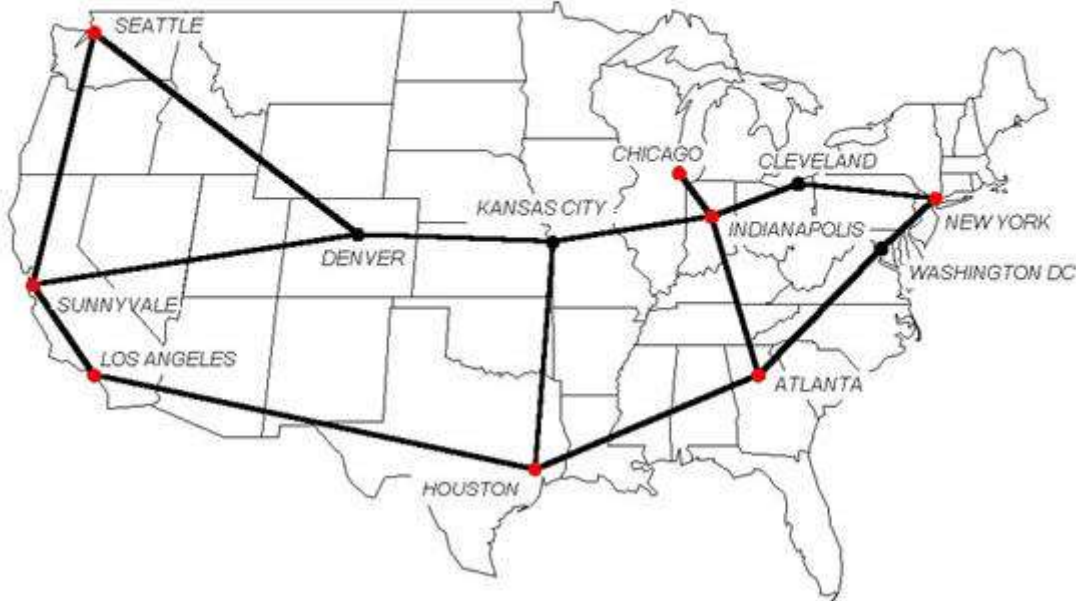 SEATTLE
CHICAGO
CLEVELAND
KANSAS CITY
NEW YORK
INDIANAPOLIS
DENVER
WASHINGTON DC
SUNNYVALE
LOS ANGELES
ATLANTA
HOUSTON